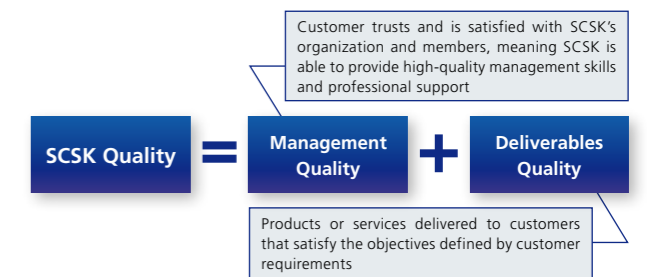 Customer trusts and is satisfied with SCSK's
organization and members, meaning SCSK is
able to provide high-quality management skills
and professional support
SCSK Quality
=
Management
Quality
+
Deliverables
Quality
Products or services delivered to customers
that satisfy the objectives defined by customer
requirements